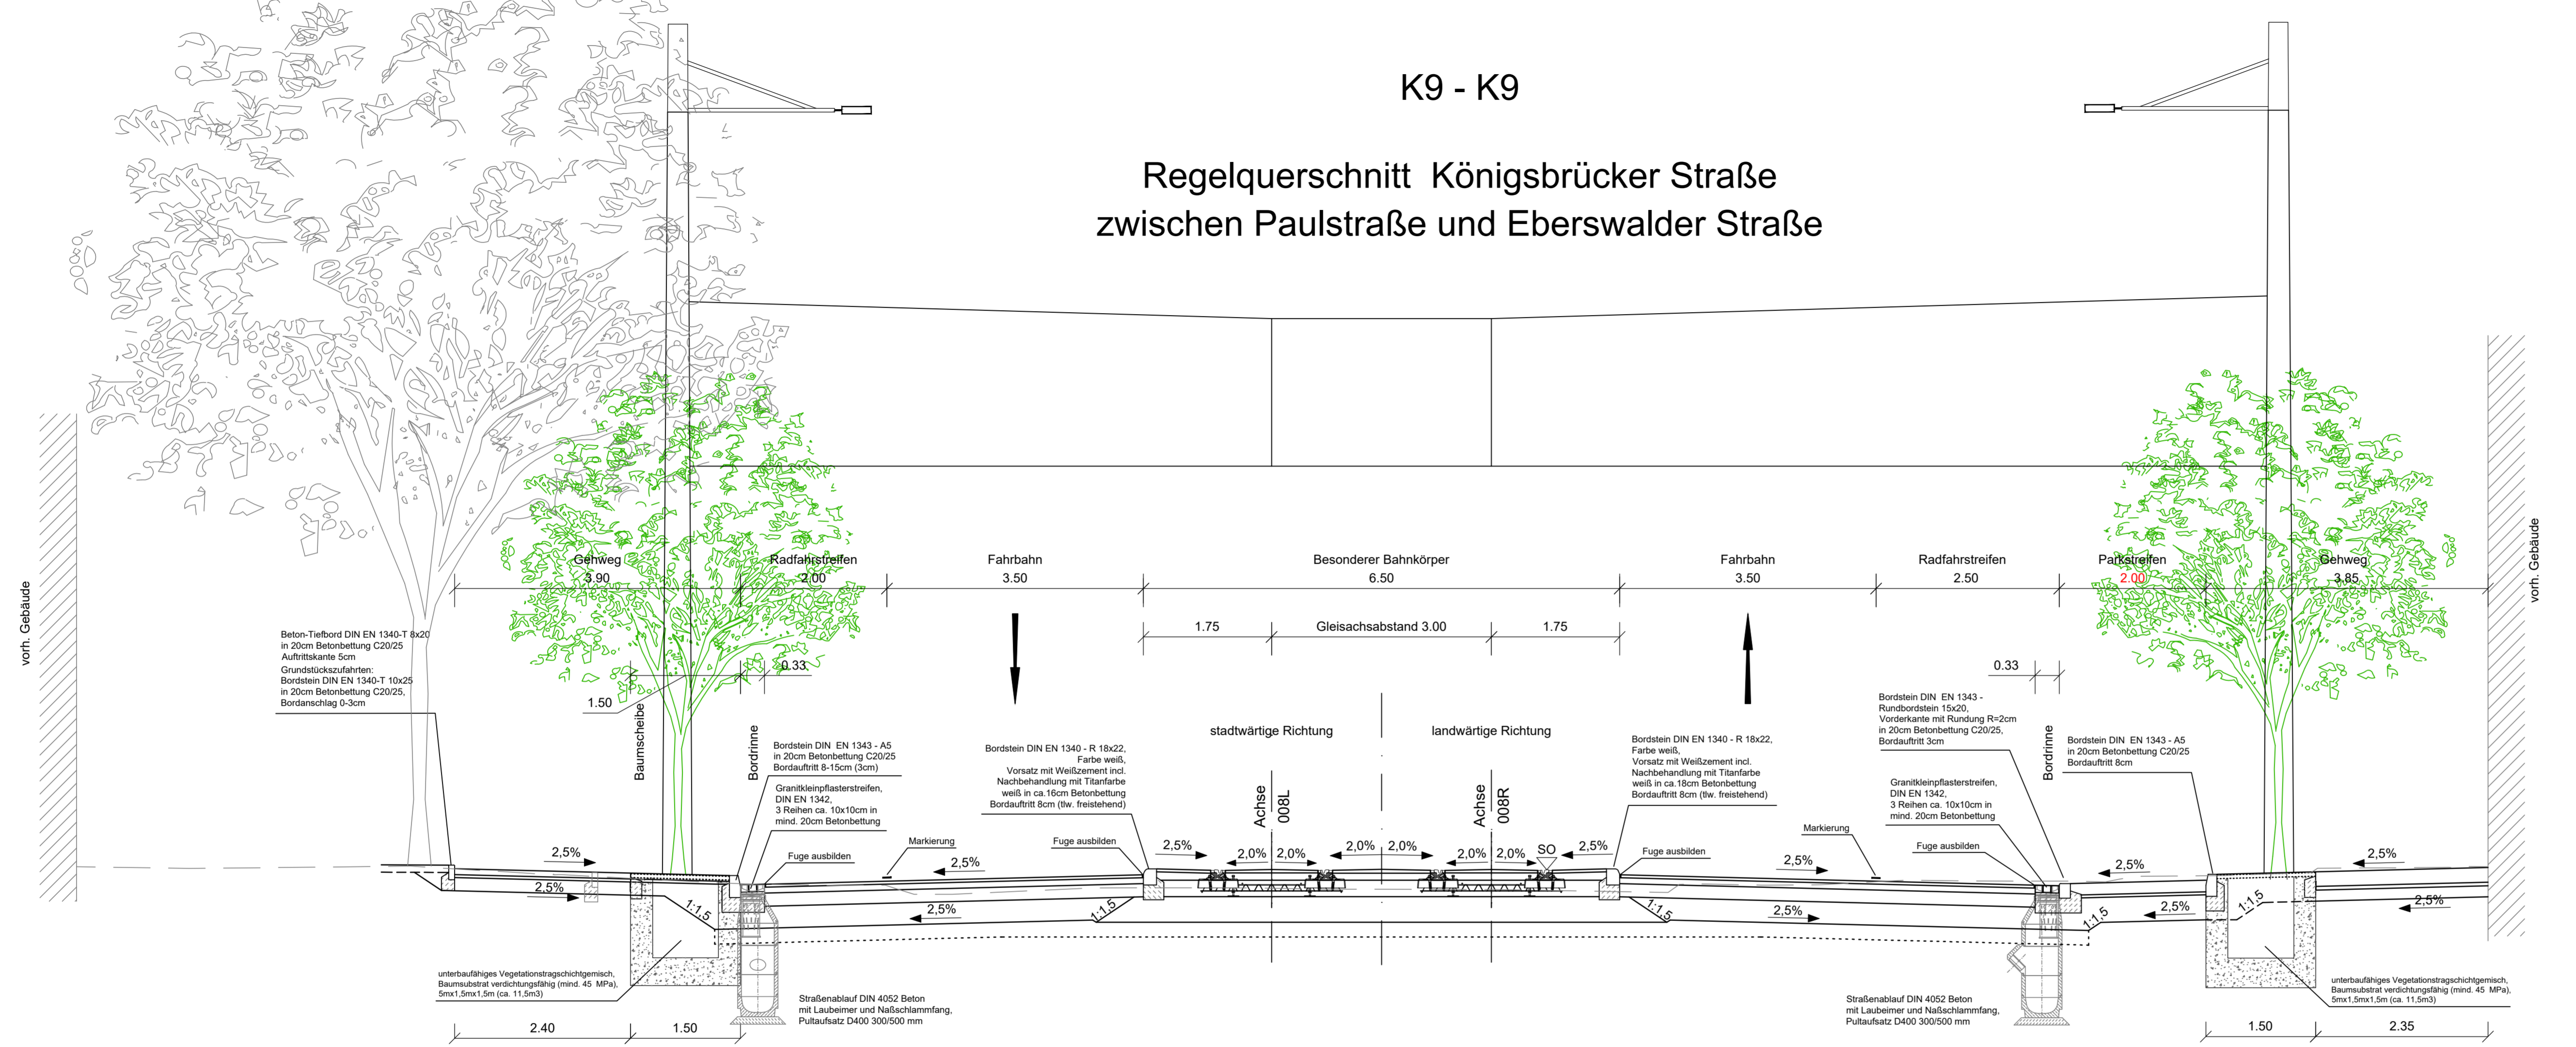 K9 - K9
Regelquerschnitt Königsbrücker Straße
zwischen Paulstraße und Eberswalder Straße
vorh. Gebäude
vorh. Gebäude
Gehweg
3.90
Radfahrstreifen
2.00
Fahrbahn
3.50
Besonderer Bahnkörper
6.50
Fahrbahn
3.50
Radfahrstreifen
2.50
Parkstreifen
2.00
Gehweg
3.85
1.75
Gleisachsabstand 3.00
1.75
0.33
1.50
0.33
Beton-Tiefbord DIN EN 1340-T 8x20
in 20cm Betonbettung C20/25
Auftrittskante 5cm
Grundstückszufahrten:
Bordstein DIN EN 1340-T 10x25
in 20cm Betonbettung C20/25,
Bordanschlag 0-3cm
Baumscheibe
Bordrinne
Bordstein DIN EN 1343 - A5
in 20cm Betonbettung C20/25
Bordauftritt 8-15cm (3cm)
Granitkleinpflasterstreifen,
DIN EN 1342,
3 Reihen ca. 10x10cm in
mind. 20cm Betonbettung
Fuge ausbilden
Markierung
Bordstein DIN EN 1340 - R 18x22,
Farbe weiß,
Vorsatz mit Weißzement incl.
Nachbehandlung mit Titanfarbe
weiß in ca.16cm Betonbettung
Bordauftritt 8cm (tlw. freistehend)
Fuge ausbilden
stadtwärtige Richtung
landwärtige Richtung
Achse
008L
Achse
008R
SO
Bordstein DIN EN 1340 - R 18x22,
Farbe weiß,
Vorsatz mit Weißzement incl.
Nachbehandlung mit Titanfarbe
weiß in ca.18cm Betonbettung
Bordauftritt 8cm (tlw. freistehend)
Fuge ausbilden
Markierung
Bordstein DIN EN 1343 -
Rundbordstein 15x20,
Vorderkante mit Rundung R=2cm
in 20cm Betonbettung C20/25,
Bordauftritt 3cm
Granitkleinpflasterstreifen,
DIN EN 1342,
3 Reihen ca. 10x10cm in
mind. 20cm Betonbettung
Fuge ausbilden
Bordrinne
Bordstein DIN EN 1343 - A5
in 20cm Betonbettung C20/25
Bordauftritt 8cm
2,5%
2,5%
2,5%
2,0%
2,0%
2,0%
2,0%
2,0%
2,0%
2,5%
2,5%
2,5%
2,5%
2,5%
2,5%
2,5%
2,5%
2,5%
1:1,5
1:1,5
1:1,5
1:1,5
1:1,5
unterbaufähiges Vegetationstragschichtgemisch,
Baumsubstrat verdichtungsfähig (mind. 45 MPa),
5mx1,5mx1,5m (ca. 11,5m3)
Straßenablauf DIN 4052 Beton
mit Laubeimer und Naßschlammfang,
Pultaufsatz D400 300/500 mm
Straßenablauf DIN 4052 Beton
mit Laubeimer und Naßschlammfang,
Pultaufsatz D400 300/500 mm
unterbaufähiges Vegetationstragschichtgemisch,
Baumsubstrat verdichtungsfähig (mind. 45 MPa),
5mx1,5mx1,5m (ca. 11,5m3)
2.40
1.50
1.50
2.35